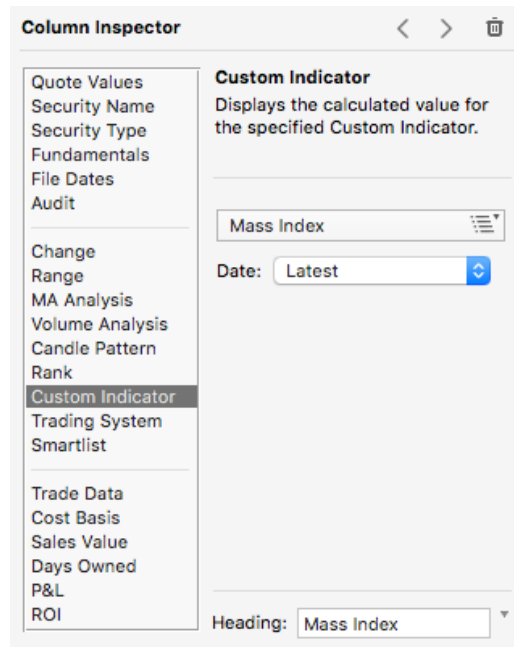 Column Inspector
Quote Values
Security Name
Security Type
Fundamentals
File Dates
Audit
Change
Range
MA Analysis
Volume Analysis
Candle Pattern
Rank
Custom Indicator
Trading System
Smartlist
Trade Data
Cost Basis
Sales Value
Days Owned
P&L
ROI
Custom Indicator
Displays the calculated value for
the specified Custom Indicator.
Mass Index
Date: Latest
Heading: Mass Index